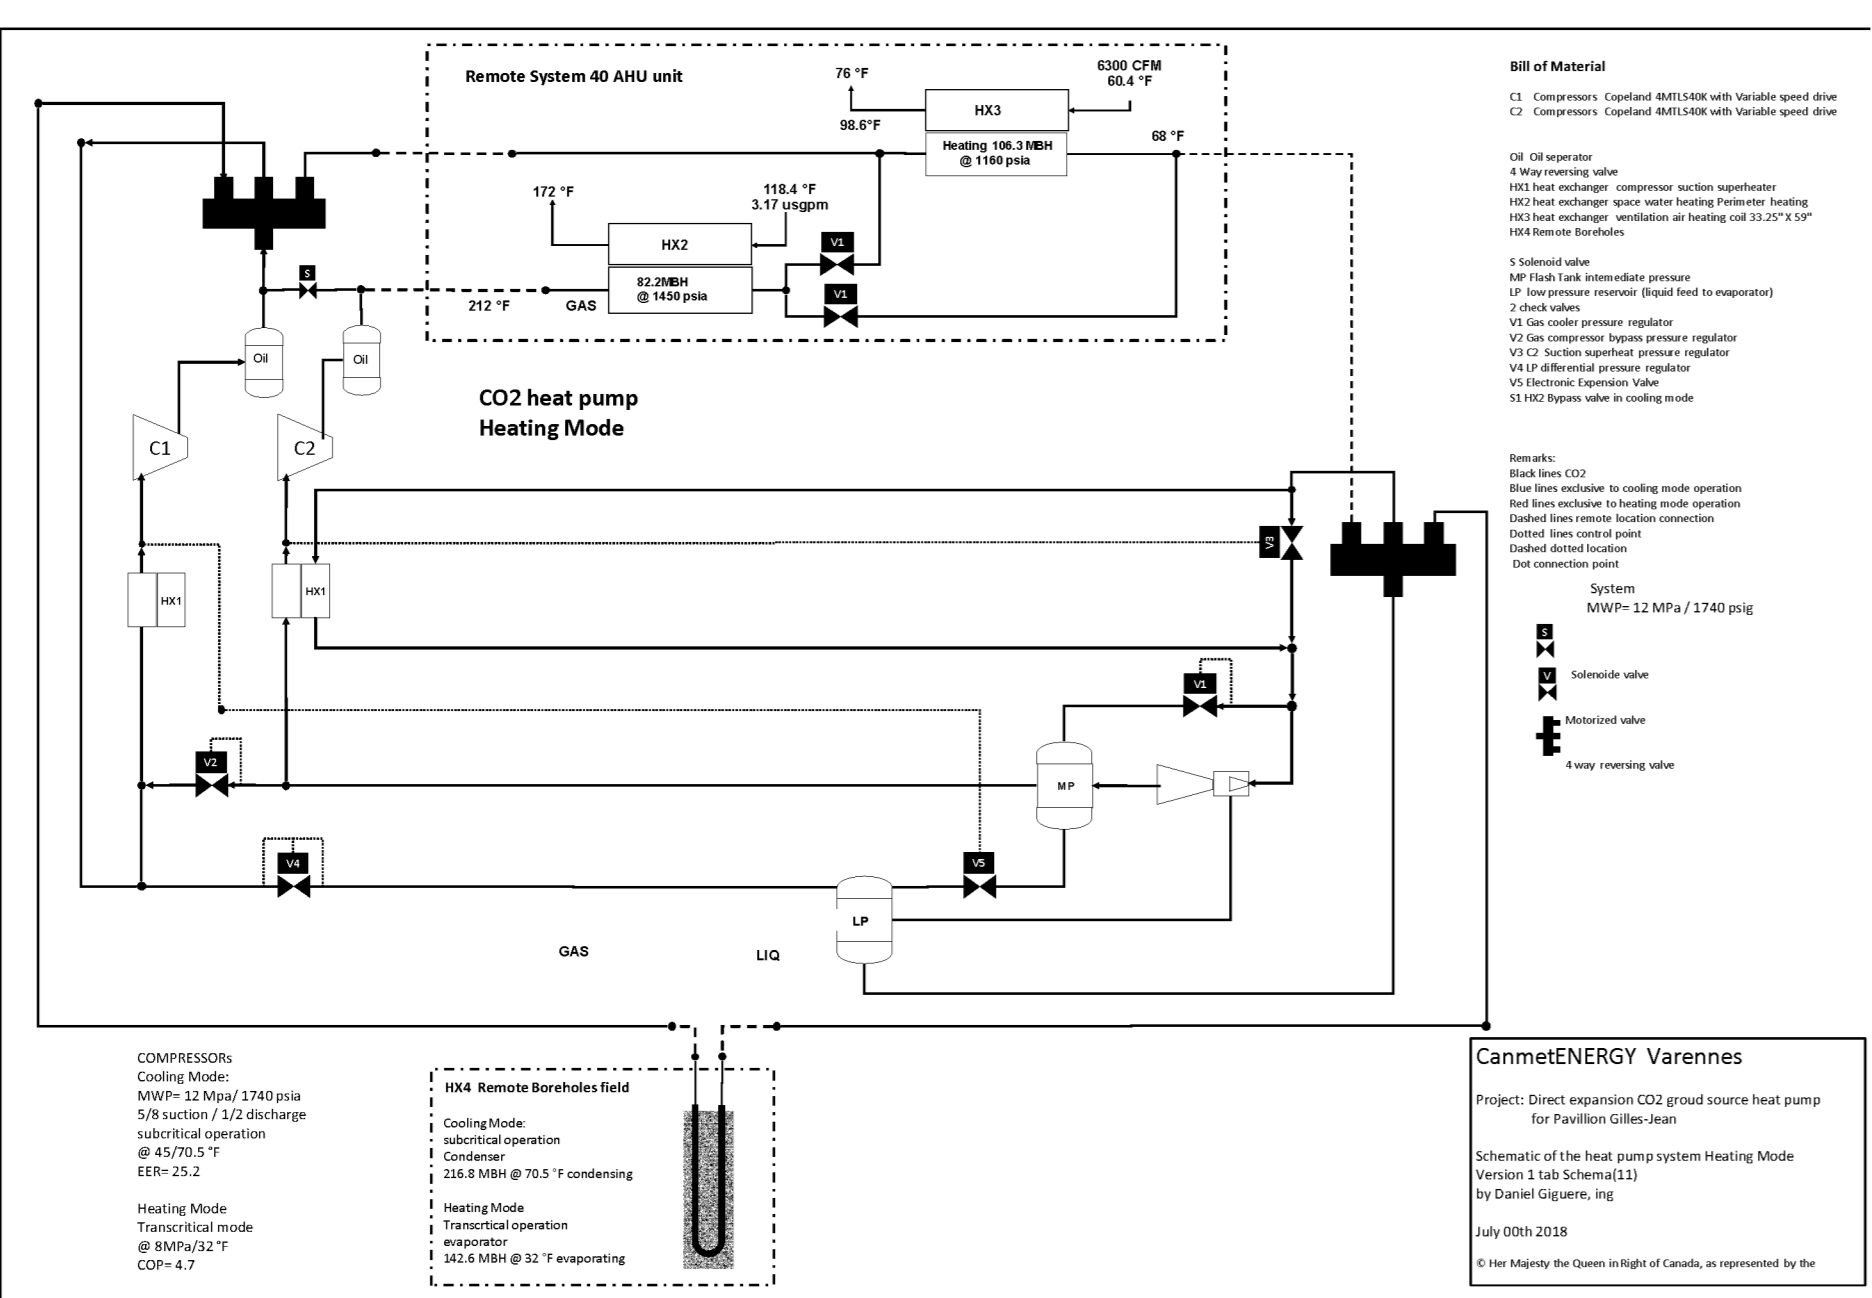 Remote System 40 AHU unit
76 °F
6300 CFM
60.4 °F
HX3
98.6°F
68 °F
Heating 106.3 MBH
@ 1160 psia
172 °F
118.4 °F
3.17 usgpm
HX2
V1
82.2MBH
@ 1450 psia
V1
212 °F
GAS
S
Oil
Oil
CO2 heat pump
Heating Mode
C1
C2
V3
HX1
HX1
V1
V2
MP
V4
V5
LP
GAS
LIQ
Bill of Material
C1 Compressors Copeland 4MTLS40K with Variable speed drive
C2 Compressors Copeland 4MTLS40K with Variable speed drive
Oil Oil seperator
4 Way reversing valve
HX1 heat exchanger compressor suction superheater
HX2 heat exchanger space water heating Perimeter heating
HX3 heat exchanger ventilation air heating coil 33.25" X 59"
HX4 Remote Boreholes
S Solenoid valve
MP Flash Tank intemediate pressure
LP low pressure reservoir (liquid feed to evaporator)
2 check valves
V1 Gas cooler pressure regulator
V2 Gas compressor bypass pressure regulator
V3 C2 Suction superheat pressure regulator
V4 LP differential pressure regulator
V5 Electronic Expension Valve
S1 HX2 Bypass valve in cooling mode
Remarks:
Black lines CO2
Blue lines exclusive to cooling mode operation
Red lines exclusive to heating mode operation
Dashed lines remote location connection
Dotted lines control point
Dashed dotted location
Dot connection point
System
MWP= 12 MPa / 1740 psig
S
V
Solenoide valve
Motorized valve
4 way reversing valve
COMPRESSORs
Cooling Mode:
MWP= 12 Mpa/ 1740 psia
5/8 suction / 1/2 discharge
subcritical operation
@ 45/70.5 °F
EER= 25.2
Heating Mode
Transcritical mode
@ 8MPa/32 °F
COP= 4.7
HX4 Remote Boreholes field
Cooling Mode:
subcritical operation
Condenser
216.8 MBH @ 70.5 °F condensing
Heating Mode
Transcrtical operation
evaporator
142.6 MBH @ 32 °F evaporating
CanmetENERGY Varennes
Project: Direct expansion CO2 groud source heat pump
for Pavillion Gilles-Jean
Schematic of the heat pump system Heating Mode
Version 1 tab Schema(11)
by Daniel Giguere, ing
July 00th 2018
© Her Majesty the Queen in Right of Canada, as represented by the